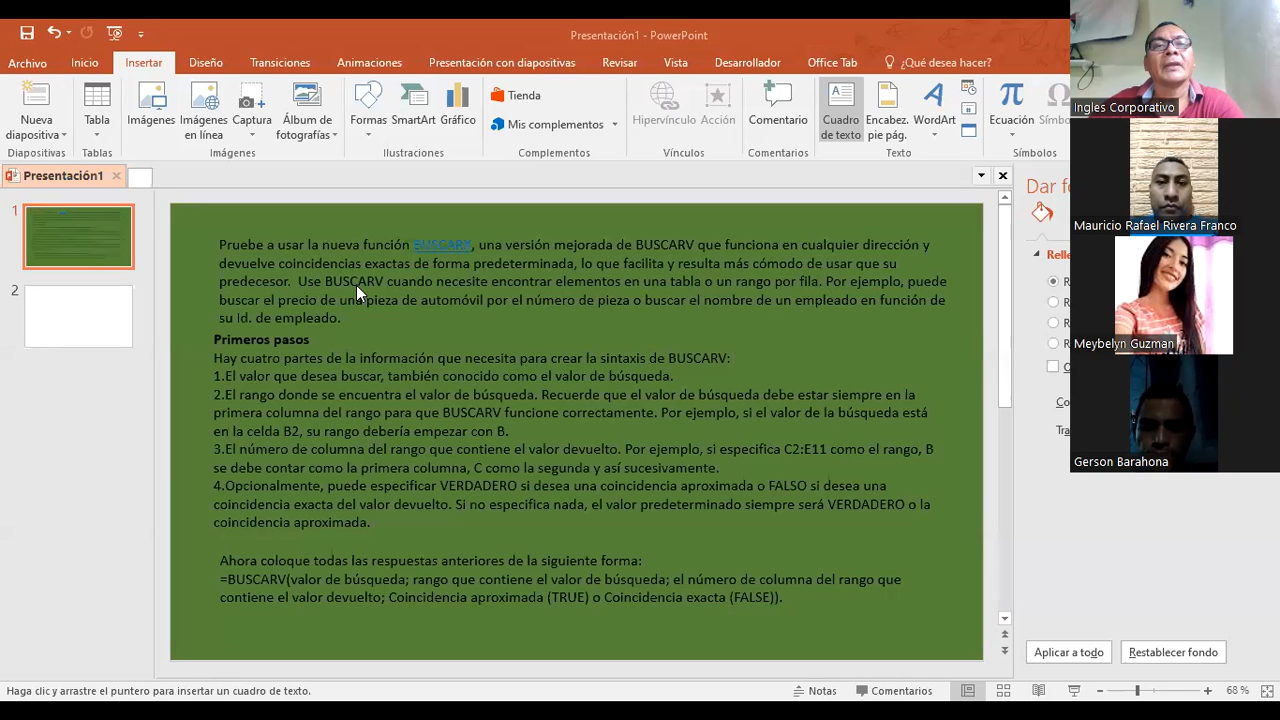 Presentación1 - PowerPoint
Archivo Inicio Insertar Diseño Transiciones Animaciones Presentación con diapositivas Revisar Vista Desarrollador Office Tab ¿Qué desea hacer?
Nueva diapositiva
Tabla
Imágenes
Imágenes en línea
Captura
Álbum de fotografías
Formas
SmartArt
Gráfico
Tienda
Mis complementos
Hipervínculo
Acción
Comentario
Cuadro de texto
Encabez. pie pág.
WordArt
Ecuación
Símbolo
Diapositivas Tablas Imágenes Ilustraciones Complementos Vínculos Comentarios Texto Símbolos
Presentación1
Dar fo
Relle
R
R
R
R
Co
Tra
1
2
Pruebe a usar la nueva función BUSCARX, una versión mejorada de BUSCARV que funciona en cualquier dirección y
devuelve coincidencias exactas de forma predeterminada, lo que facilita y resulta más cómodo de usar que su
predecesor. Use BUSCARV cuando necesite encontrar elementos en una tabla o un rango por fila. Por ejemplo, puede
buscar el precio de una pieza de automóvil por el número de pieza o buscar el nombre de un empleado en función de
su Id. de empleado.
Primeros pasos
Hay cuatro partes de la información que necesita para crear la sintaxis de BUSCARV:
1.El valor que desea buscar, también conocido como el valor de búsqueda.
2.El rango donde se encuentra el valor de búsqueda. Recuerde que el valor de búsqueda debe estar siempre en la
primera columna del rango para que BUSCARV funcione correctamente. Por ejemplo, si el valor de la búsqueda está
en la celda B2, su rango debería empezar con B.
3.El número de columna del rango que contiene el valor devuelto. Por ejemplo, si especifica C2:E11 como el rango, B
se debe contar como la primera columna, C como la segunda y así sucesivamente.
4.Opcionalmente, puede especificar VERDADERO si desea una coincidencia aproximada o FALSO si desea una
coincidencia exacta del valor devuelto. Si no especifica nada, el valor predeterminado siempre será VERDADERO o la
coincidencia aproximada.
Ahora coloque todas las respuestas anteriores de la siguiente forma:
=BUSCARV(valor de búsqueda; rango que contiene el valor de búsqueda; el número de columna del rango que
contiene el valor devuelto; Coincidencia aproximada (TRUE) o Coincidencia exacta (FALSE)).
Aplicar a todo Restablecer fondo
Haga clic y arrastre el puntero para insertar un cuadro de texto.
Notas Comentarios 68 %
Ingles Corporativo
Mauricio Rafael Rivera Franco
Meybelyn Guzman
Gerson Barahona